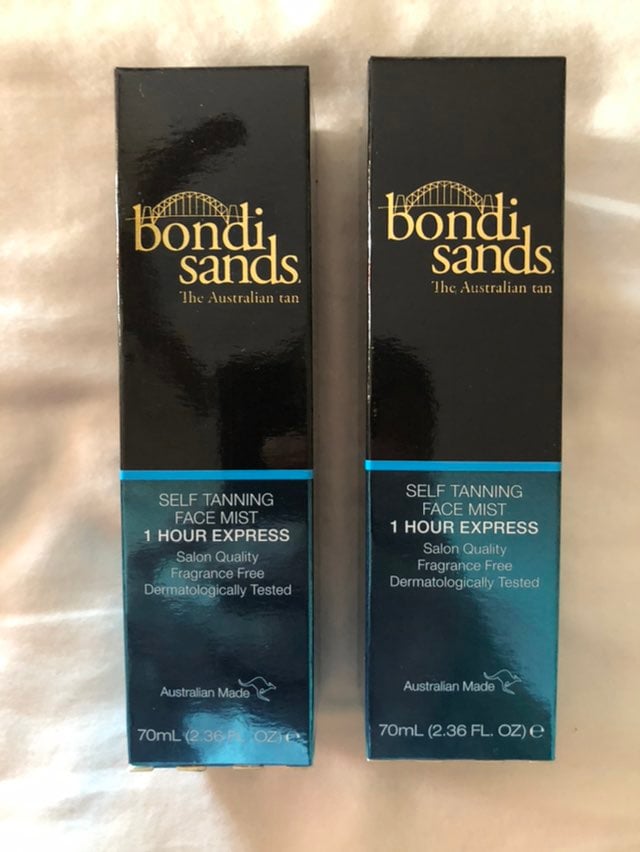 bondi
sands.
The Australian tan
SELF TANNING
FACE MIST
1 HOUR EXPRESS
Salon Quality
Fragrance Free
Dermatologically Tested
Australian Made
70mL (2.36 FL. OZ) e
bondi
sands.
The Australian tan
SELF TANNING
FACE MIST
1 HOUR EXPRESS
Salon Quality
Fragrance Free
Dermatologically Tested
Australian Made
70mL (2.36 FL. OZ) e